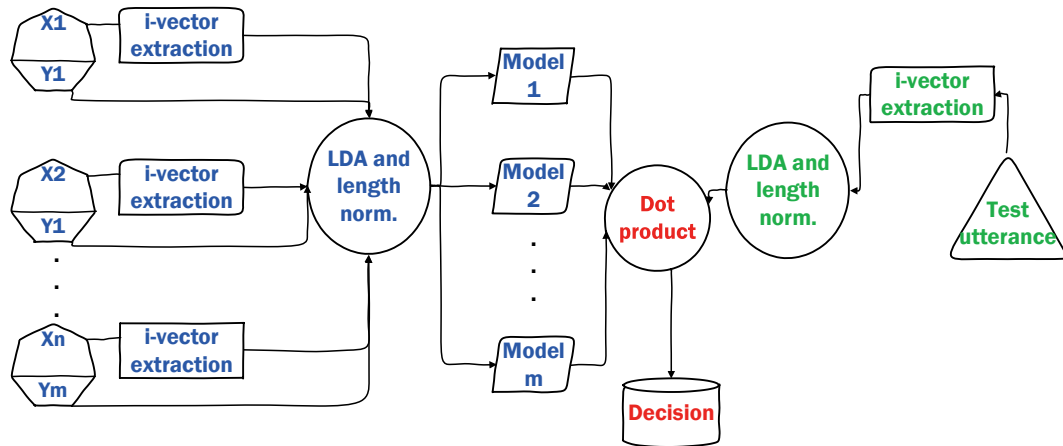 X1
Y1
i-vector
extraction
X2
Y1
i-vector
extraction
.
.
.
Xn
Ym
i-vector
extraction
LDA and
length
norm.
Model
1
Model
2
.
.
.
Model
m
Dot
product
Decision
LDA and
length
norm.
i-vector
extraction
Test
utterance